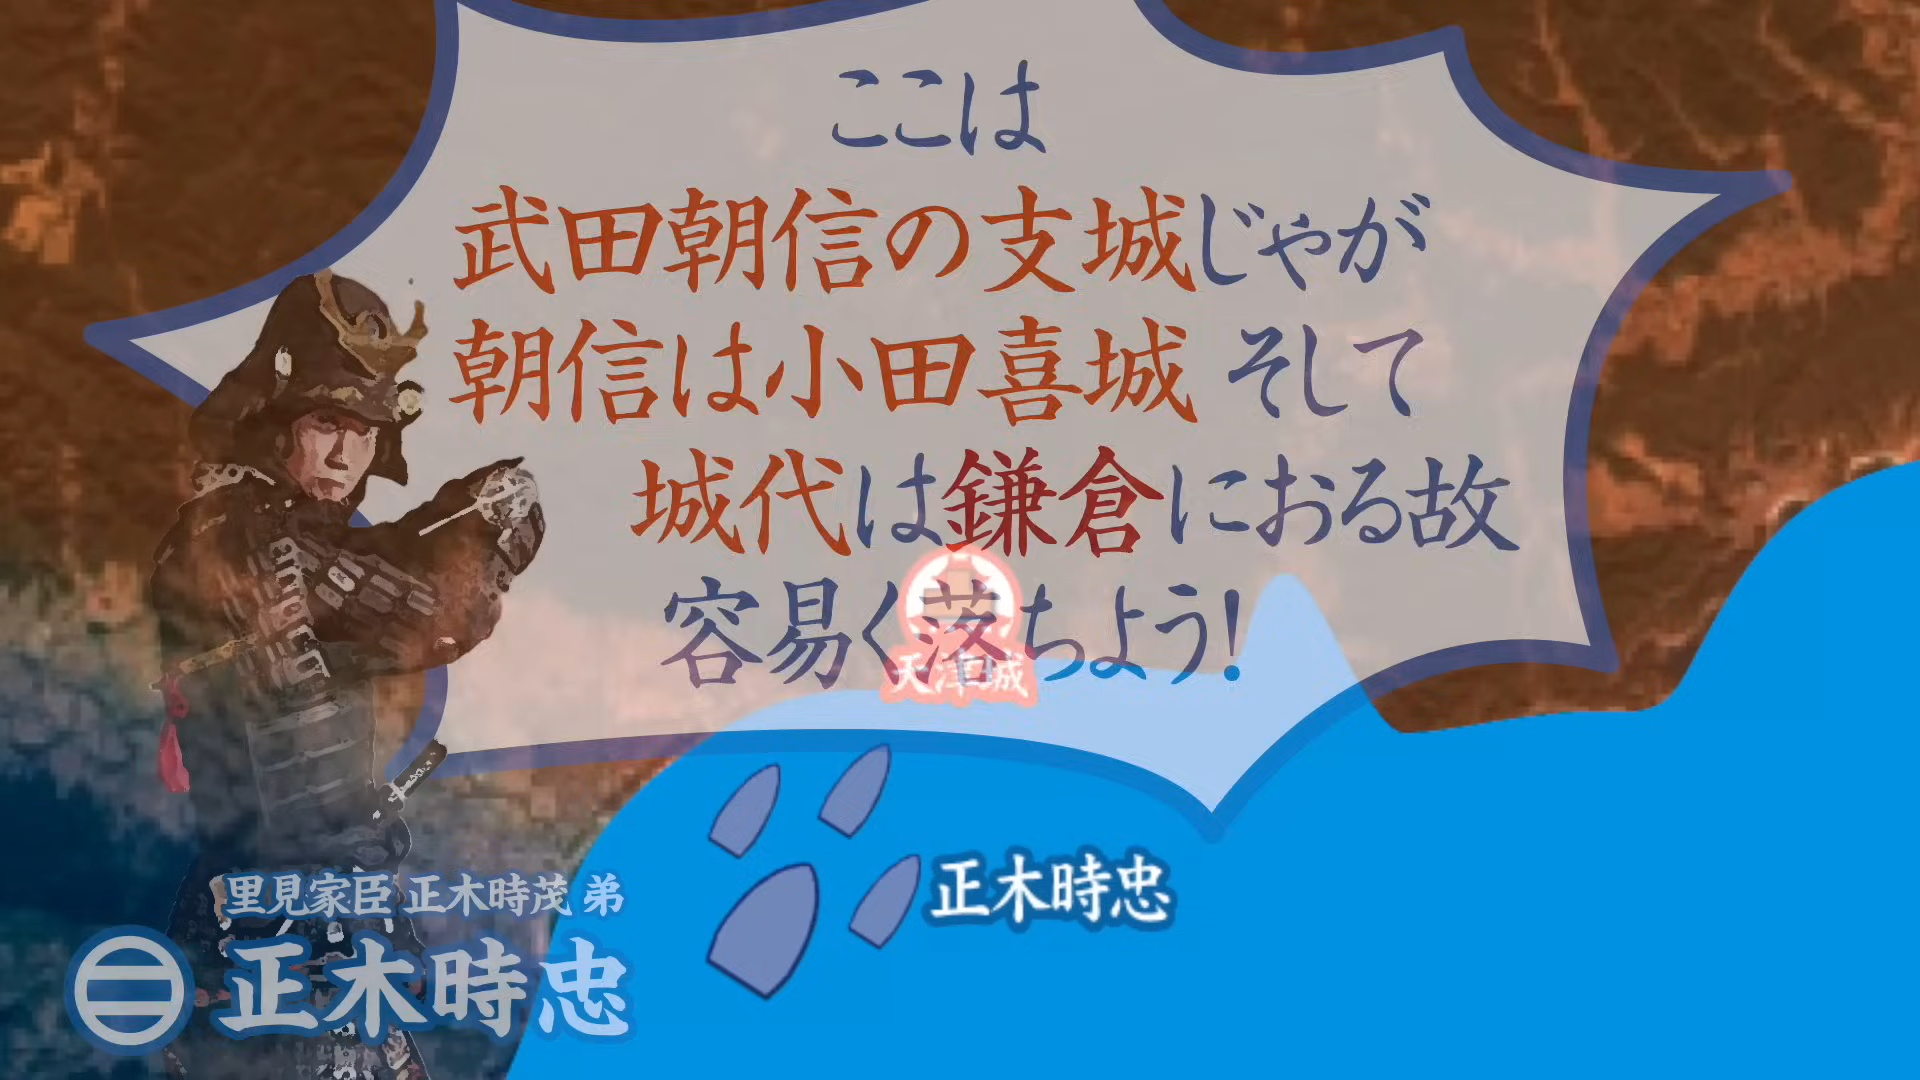 ここは
武田朝信の支城じゃが
朝信は小田喜城 そして
城代は鎌倉におる故
容易く落ちよう!
天津城
正木時忠
里見家臣 正木時茂 弟
正木時忠